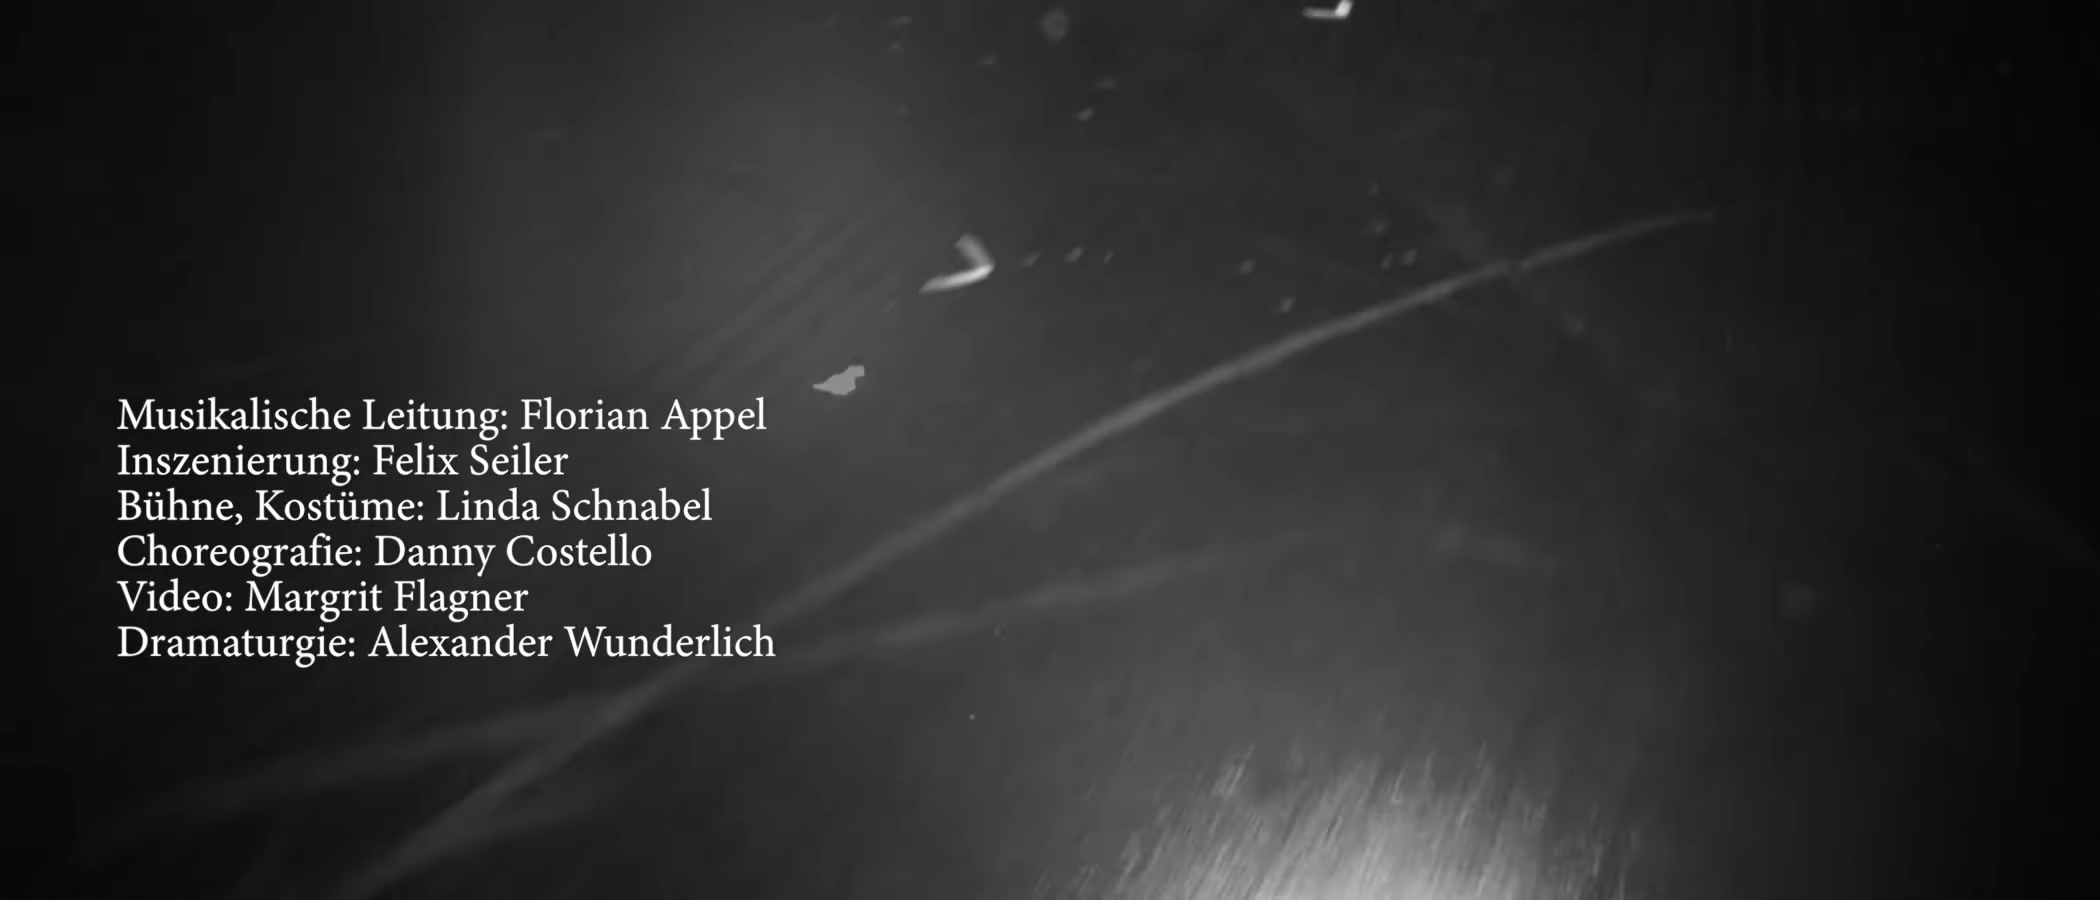 Musikalische Leitung: Florian Appel
Inszenierung: Felix Seiler
Bühne, Kostüme: Linda Schnabel
Choreografie: Danny Costello
Video: Margrit Flagner
Dramaturgie: Alexander Wunderlich